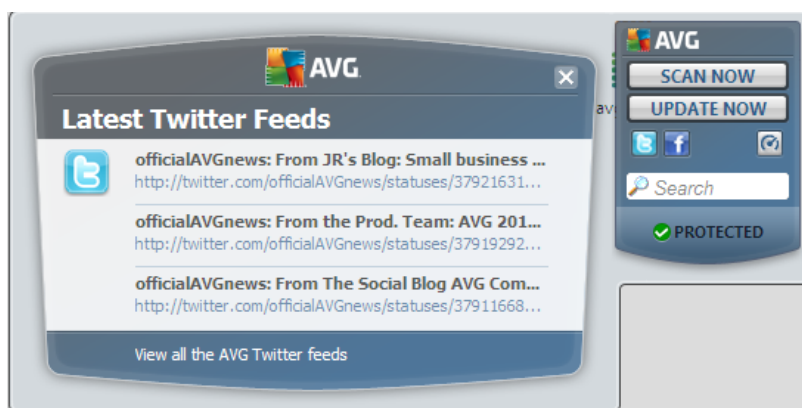 AVG
Latest Twitter Feeds
officialAVGnews: From JR's Blog: Small business ...
http://twitter.com/officialAVGnews/statuses/37921631...
officialAVGnews: From the Prod. Team: AVG 201...
http://twitter.com/officialAVGnews/statuses/37919292...
officialAVGnews: From The Social Blog AVG Com...
http://twitter.com/officialAVGnews/statuses/37911668...
View all the AVG Twitter feeds
av
AVG
SCAN NOW
UPDATE NOW
Search
PROTECTED